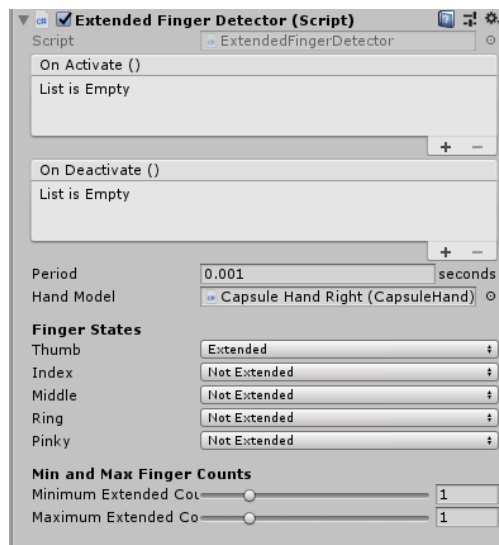 Extended Finger Detector (Script)
Script ExtendedFingerDetector
On Activate ()
List is Empty
+ −
On Deactivate ()
List is Empty
+ −
Period 0.001 seconds
Hand Model Capsule Hand Right (CapsuleHand)
Finger States
Thumb Extended
Index Not Extended
Middle Not Extended
Ring Not Extended
Pinky Not Extended
Min and Max Finger Counts
Minimum Extended Cou 1
Maximum Extended Co 1